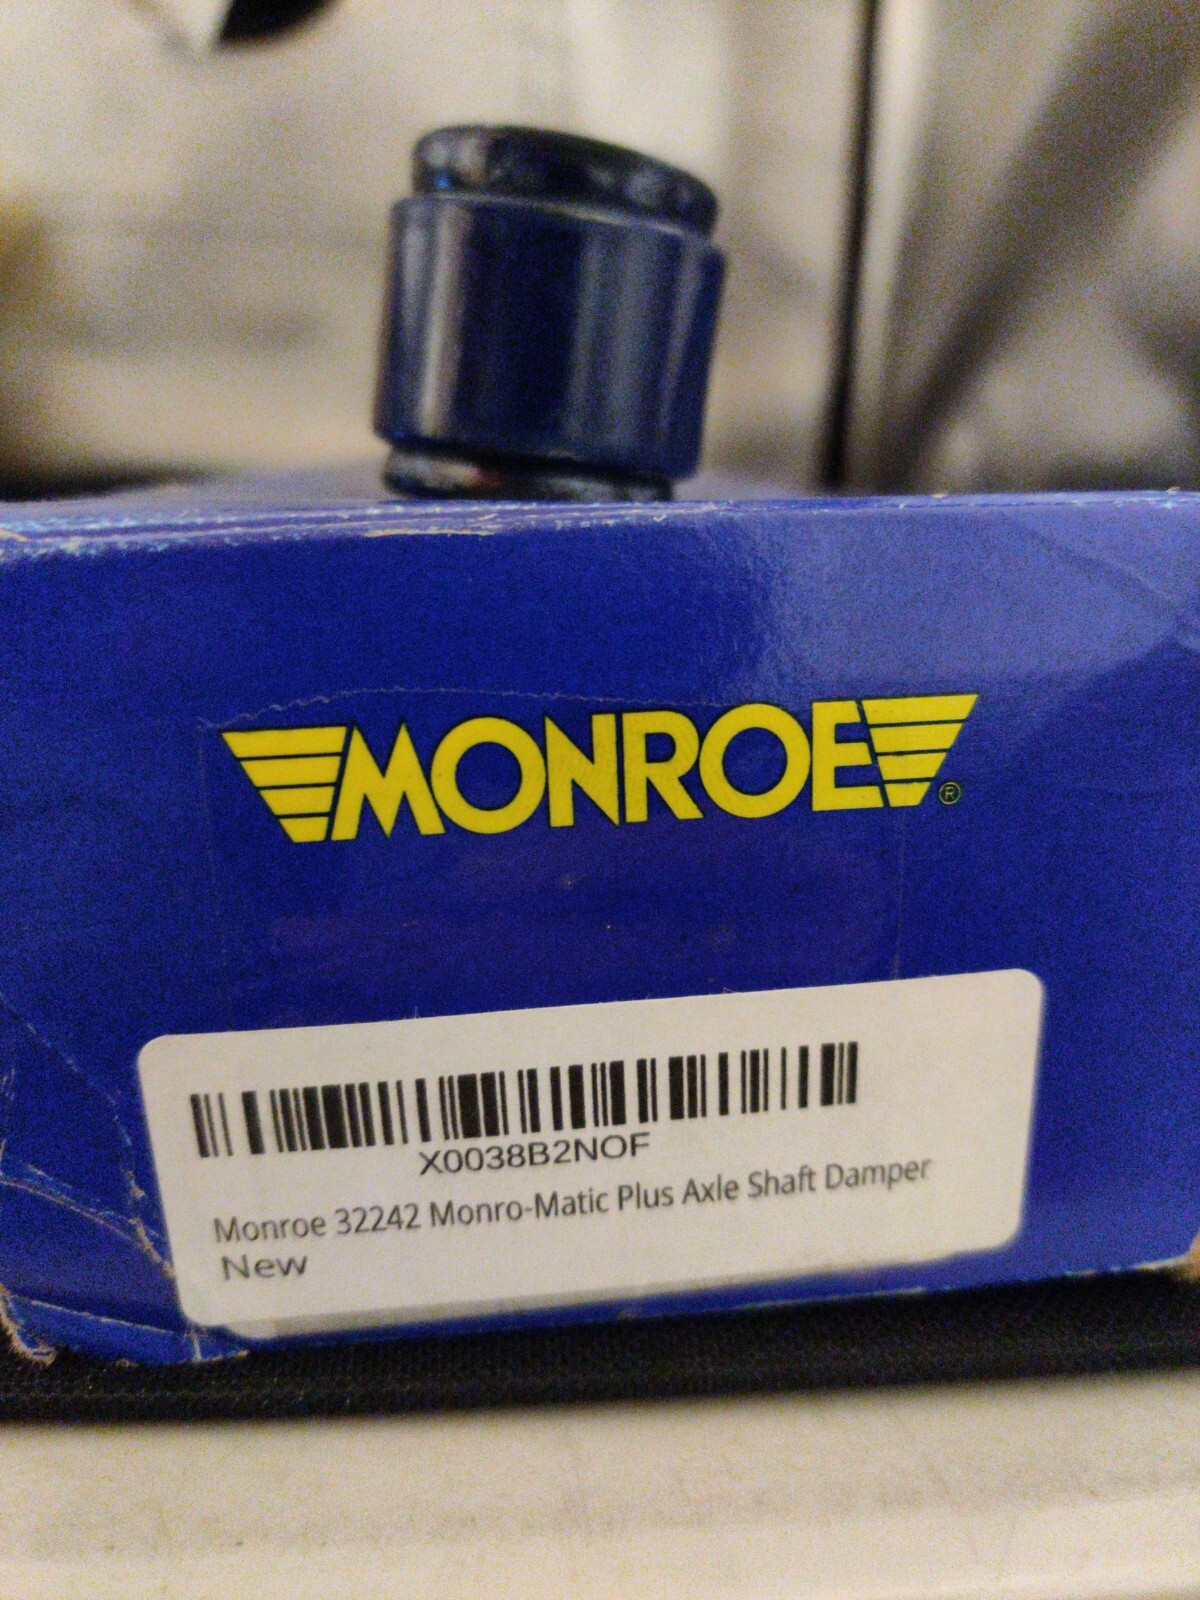 MONROE®
X0038B2NOF
Monroe 32242 Monro-Matic Plus Axle Shaft Damper
New